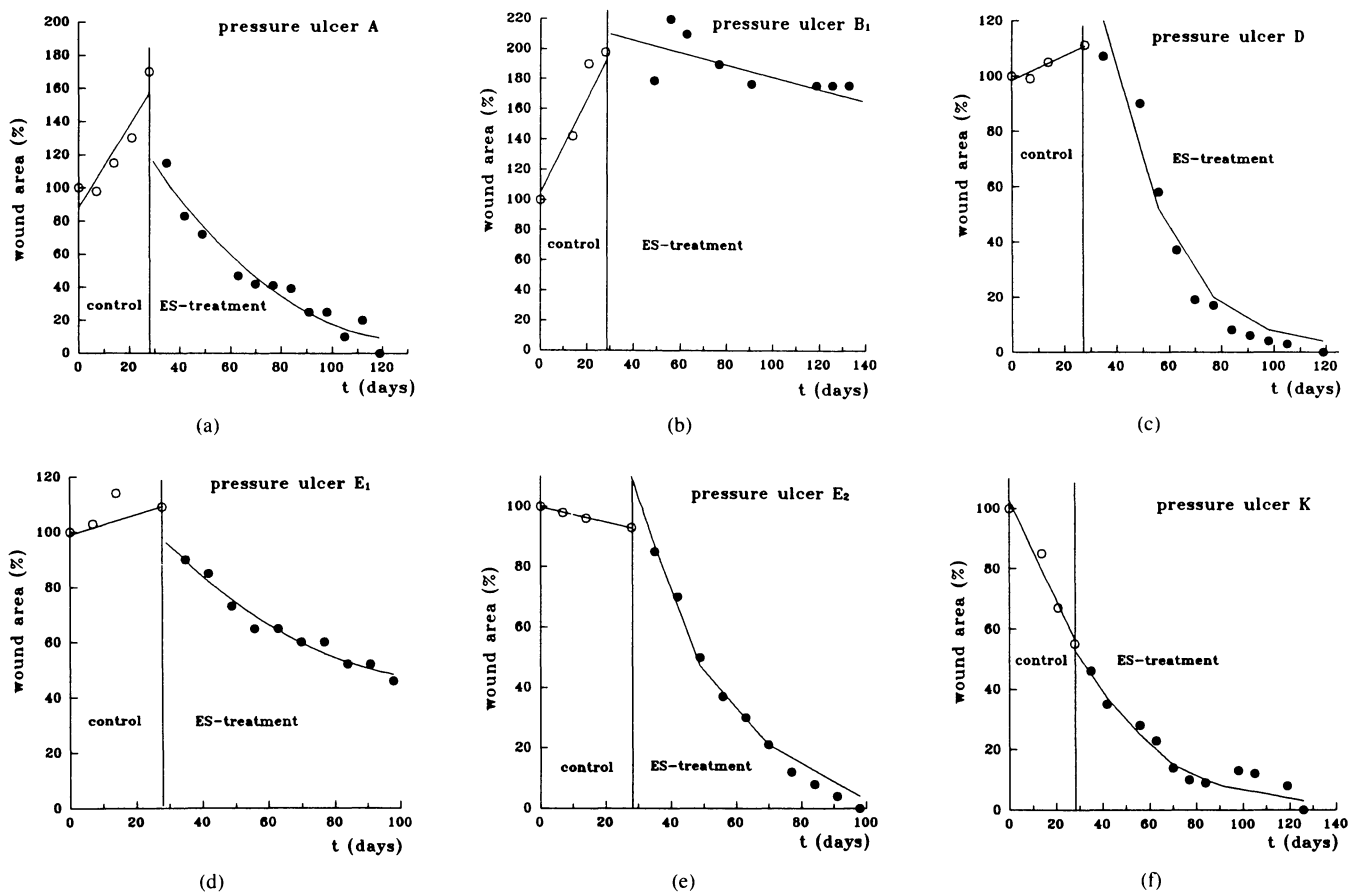 pressure ulcer A
wound area (%)
200
180
160
140
120
100
80
60
40
20
0
control
ES-treatment
0 20 40 60 80 100 120
t (days)
(a)
pressure ulcer B1
wound area (%)
220
200
180
160
140
120
100
80
60
40
20
0
control
ES-treatment
0 20 40 60 80 100 120 140
t (days)
(b)
pressure ulcer D
wound area (%)
120
100
80
60
40
20
0
control
ES-treatment
0 20 40 60 80 100 120
t (days)
(c)
pressure ulcer E1
wound area (%)
120
100
80
60
40
20
0
control
ES-treatment
0 20 40 60 80 100
t (days)
(d)
pressure ulcer E2
wound area (%)
100
80
60
40
20
0
control
ES-treatment
0 20 40 60 80 100
t (days)
(e)
pressure ulcer K
wound area (%)
100
80
60
40
20
0
control
ES-treatment
0 20 40 60 80 100 120 140
t (days)
(f)